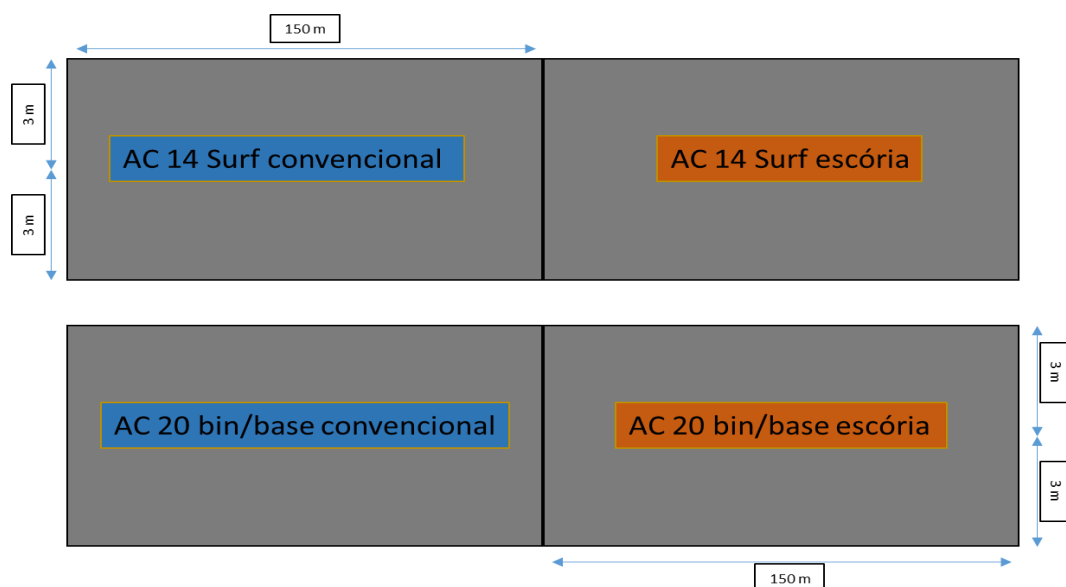 150 m
3 m
AC 14 Surf convencional
AC 14 Surf escória
3 m
3 m
AC 20 bin/base convencional
AC 20 bin/base escória
3 m
150 m